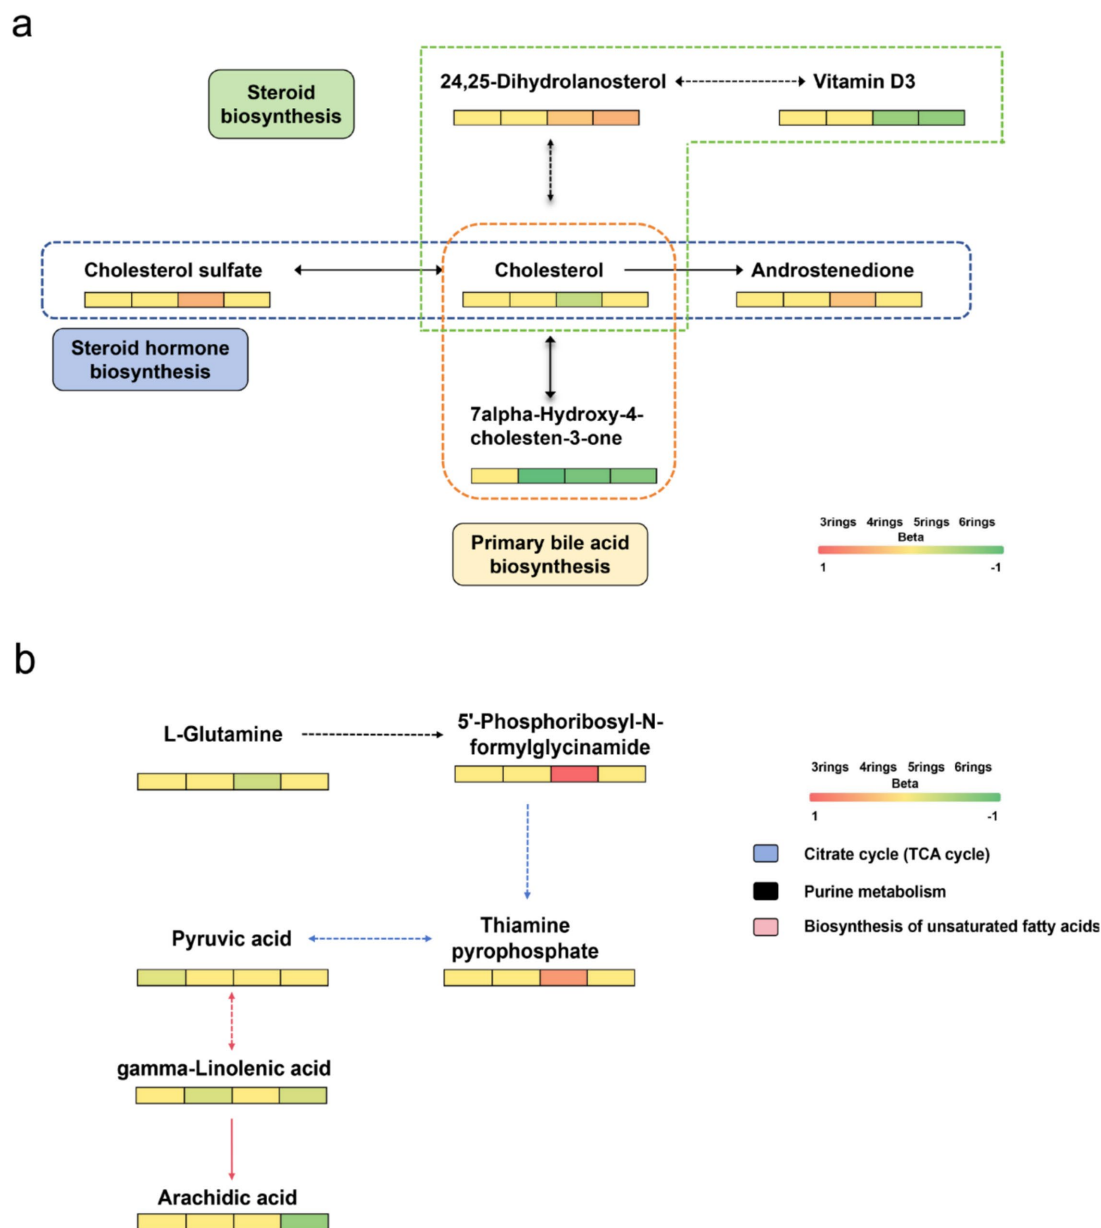 a
Steroid
biosynthesis
24,25-Dihydrolanosterol
Vitamin D3
Cholesterol sulfate
Cholesterol
Androstenedione
Steroid hormone
biosynthesis
7alpha-Hydroxy-4-
cholesten-3-one
Primary bile acid
biosynthesis
3rings 4rings 5rings 6rings
Beta
1 -1
b
L-Glutamine
5'-Phosphoribosyl-N-
formylglycinamide
3rings 4rings 5rings 6rings
Beta
1 -1
Citrate cycle (TCA cycle)
Purine metabolism
Biosynthesis of unsaturated fatty acids
Pyruvic acid
Thiamine
pyrophosphate
gamma-Linolenic acid
Arachidic acid